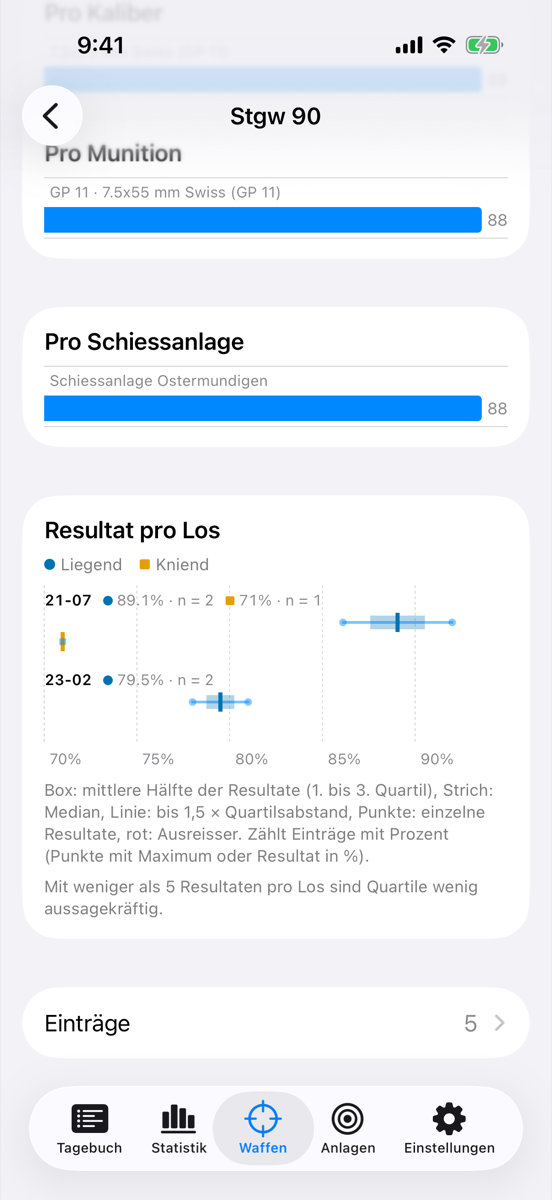 Pro Kaliber
9:41
Stgw 90
Pro Munition
GP 11 · 7.5x55 mm Swiss (GP 11)
88
Pro Schiessanlage
Schiessanlage Ostermundigen
88
Resultat pro Los
Liegend Kniend
21-07 89.1% · n = 2 71% · n = 1
23-02 79.5% · n = 2
70% 75% 80% 85% 90%
Box: mittlere Hälfte der Resultate (1. bis 3. Quartil), Strich:
Median, Linie: bis 1,5 × Quartilsabstand, Punkte: einzelne
Resultate, rot: Ausreisser. Zählt Einträge mit Prozent
(Punkte mit Maximum oder Resultat in %).
Mit weniger als 5 Resultaten pro Los sind Quartile wenig
aussagekräftig.
Einträge 5
Tagebuch Statistik Waffen Anlagen Einstellungen